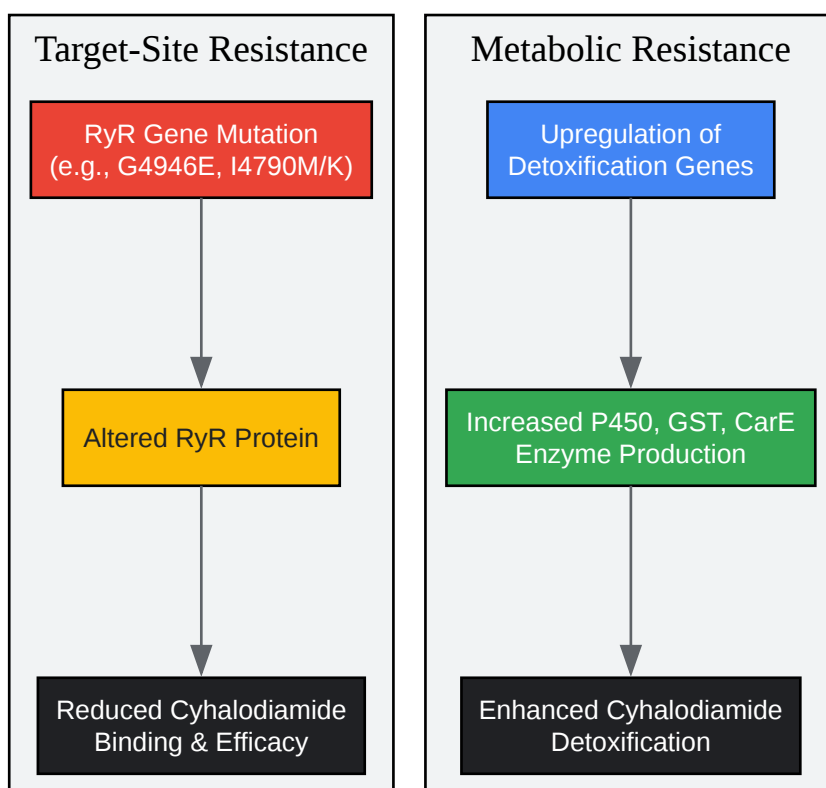 Target-Site Resistance
RyR Gene Mutation
(e.g., G4946E, I4790M/K)
Altered RyR Protein
Reduced Cyhalodiamide
Binding & Efficacy
Metabolic Resistance
Upregulation of
Detoxification Genes
Increased P450, GST, CarE
Enzyme Production
Enhanced Cyhalodiamide
Detoxification